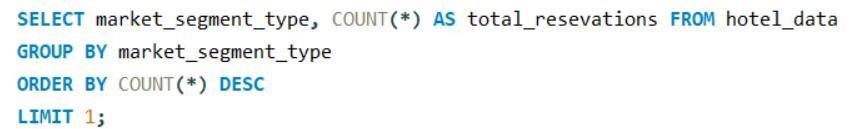 SELECT market_segment_type, COUNT(*) AS total_resevations FROM hotel_data
GROUP BY market_segment_type
ORDER BY COUNT(*) DESC
LIMIT 1;